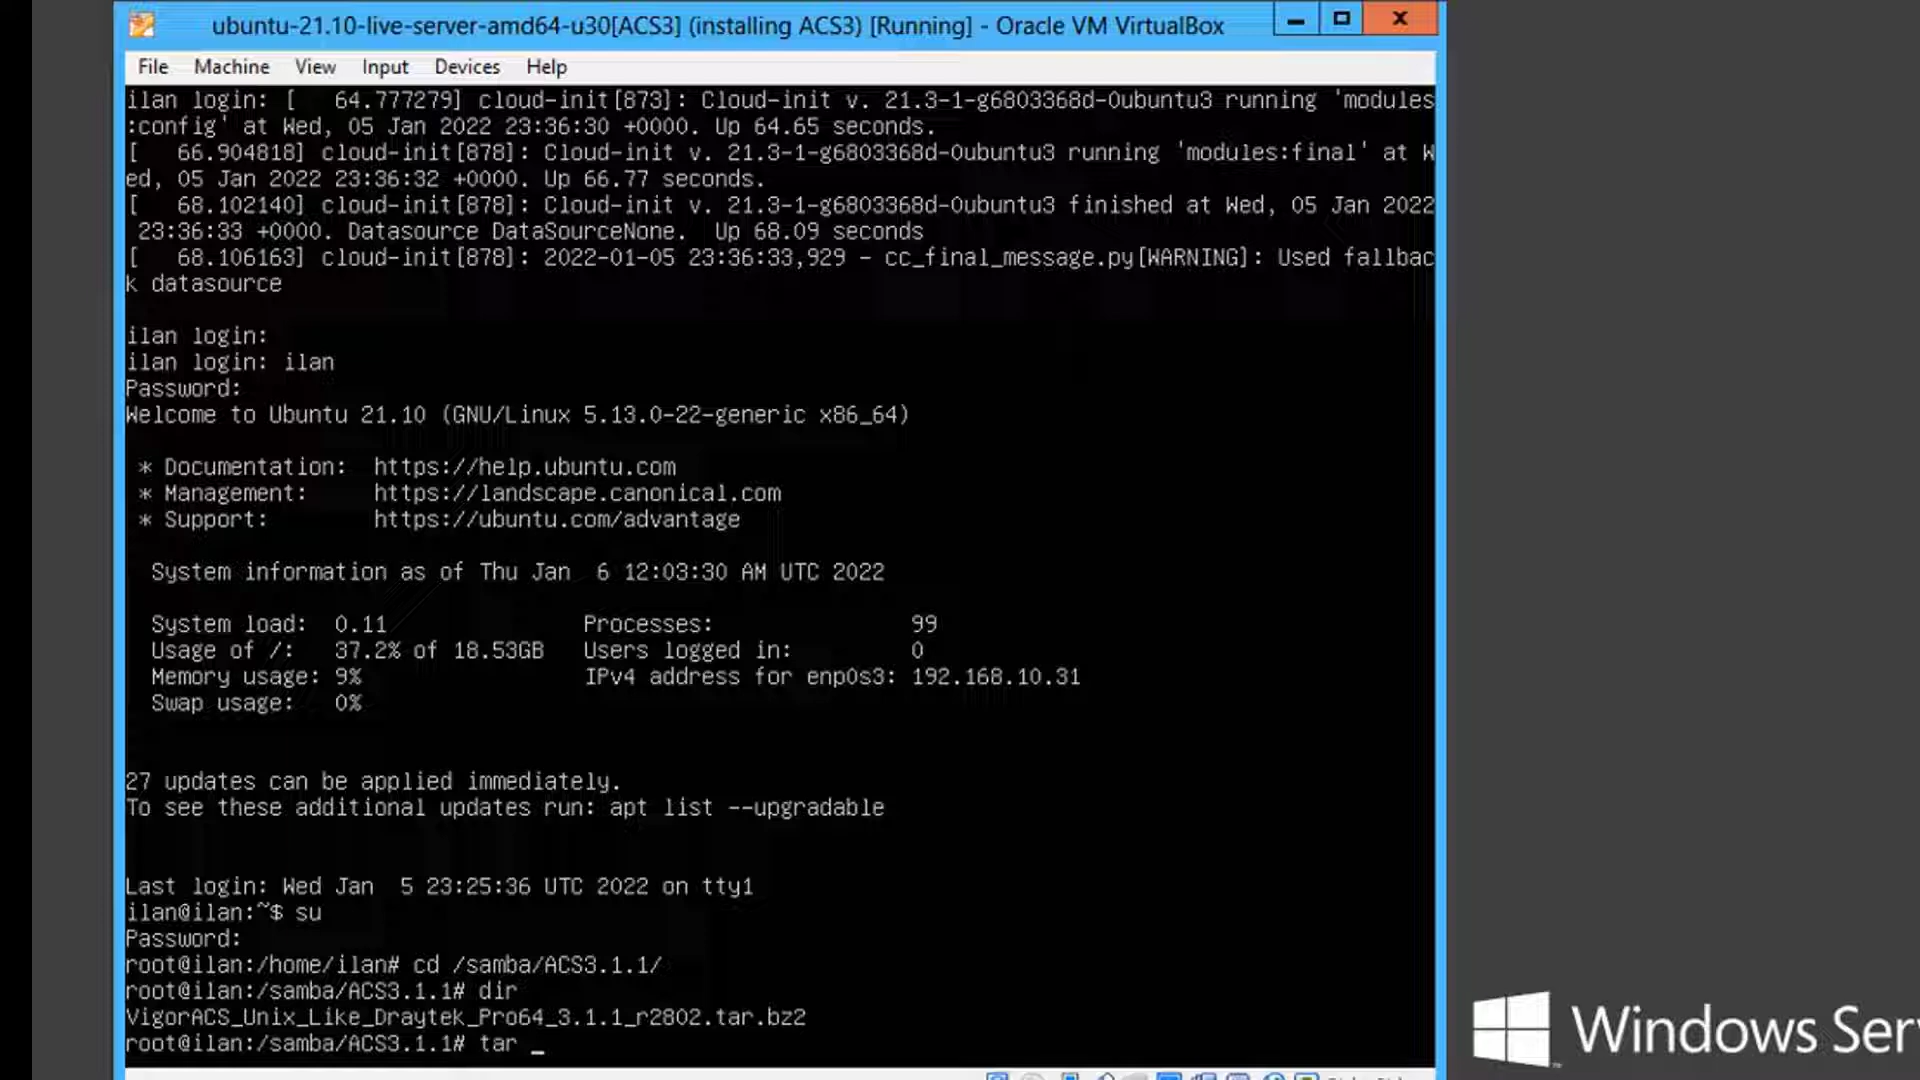 ubuntu-21.10-live-server-amd64-u30[ACS3] (installing ACS3) [Running] - Oracle VM VirtualBox
File Machine View Input Devices Help
ilan login: [   64.777279] cloud-init[873]: Cloud-init v. 21.3-1-g6803368d-0ubuntu3 running 'modules
:config' at Wed, 05 Jan 2022 23:36:30 +0000. Up 64.65 seconds.
[   66.904818] cloud-init[878]: Cloud-init v. 21.3-1-g6803368d-0ubuntu3 running 'modules:final' at W
ed, 05 Jan 2022 23:36:32 +0000. Up 66.77 seconds.
[   68.102140] cloud-init[878]: Cloud-init v. 21.3-1-g6803368d-0ubuntu3 finished at Wed, 05 Jan 2022
23:36:33 +0000. Datasource DataSourceNone.  Up 68.09 seconds
[   68.106163] cloud-init[878]: 2022-01-05 23:36:33,929 - cc_final_message.py[WARNING]: Used fallbac
k datasource
ilan login:
ilan login: ilan
Password:
Welcome to Ubuntu 21.10 (GNU/Linux 5.13.0-22-generic x86_64)
* Documentation:  https://help.ubuntu.com
* Management:     https://landscape.canonical.com
* Support:        https://ubuntu.com/advantage
System information as of Thu Jan  6 12:03:30 AM UTC 2022
System load:  0.11               Processes:               99
Usage of /:   37.2% of 18.53GB   Users logged in:         0
Memory usage: 9%                 IPv4 address for enp0s3: 192.168.10.31
Swap usage:   0%
27 updates can be applied immediately.
To see these additional updates run: apt list --upgradable
Last login: Wed Jan  5 23:25:36 UTC 2022 on tty1
ilan@ilan:~$ su
Password:
root@ilan:/home/ilan# cd /samba/ACS3.1.1/
root@ilan:/samba/ACS3.1.1# dir
VigorACS_Unix_Like_Draytek_Pro64_3.1.1_r2802.tar.bz2
root@ilan:/samba/ACS3.1.1# tar _
Windows Serv